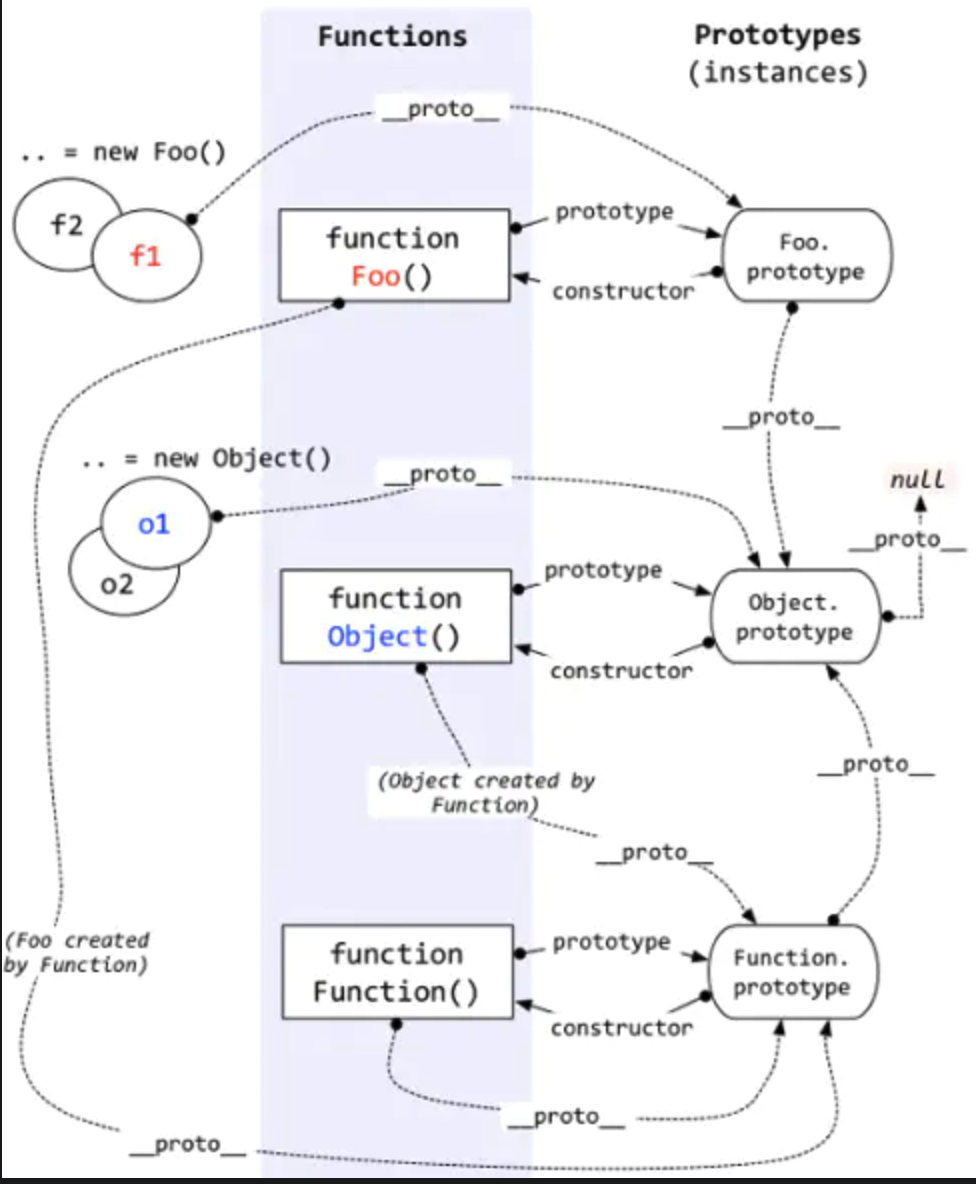 Functions
Prototypes
(instances)
__proto__
.. = new Foo()
f2
f1
function
Foo()
prototype
constructor
Foo.
prototype
__proto__
.. = new Object()
__proto__
null
__proto__
o1
o2
function
Object()
prototype
constructor
Object.
prototype
(Object created by
Function)
__proto__
__proto__
(Foo created
by Function)
function
Function()
prototype
constructor
Function.
prototype
__proto__
__proto__